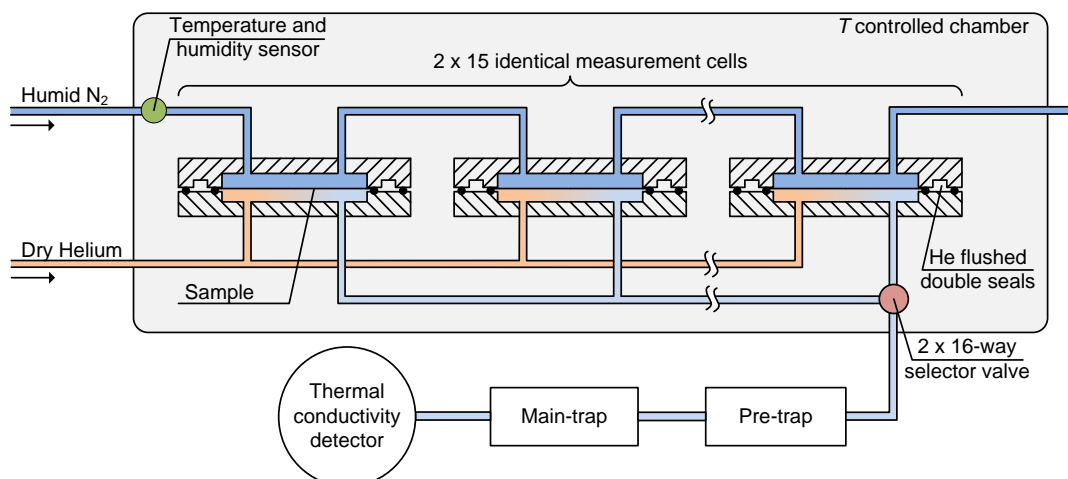 Temperature and
humidity sensor
T controlled chamber
2 x 15 identical measurement cells
Humid N₂
Dry Helium
Sample
He flushed
double seals
2 x 16-way
selector valve
Thermal
conductivity
detector
Main-trap
Pre-trap